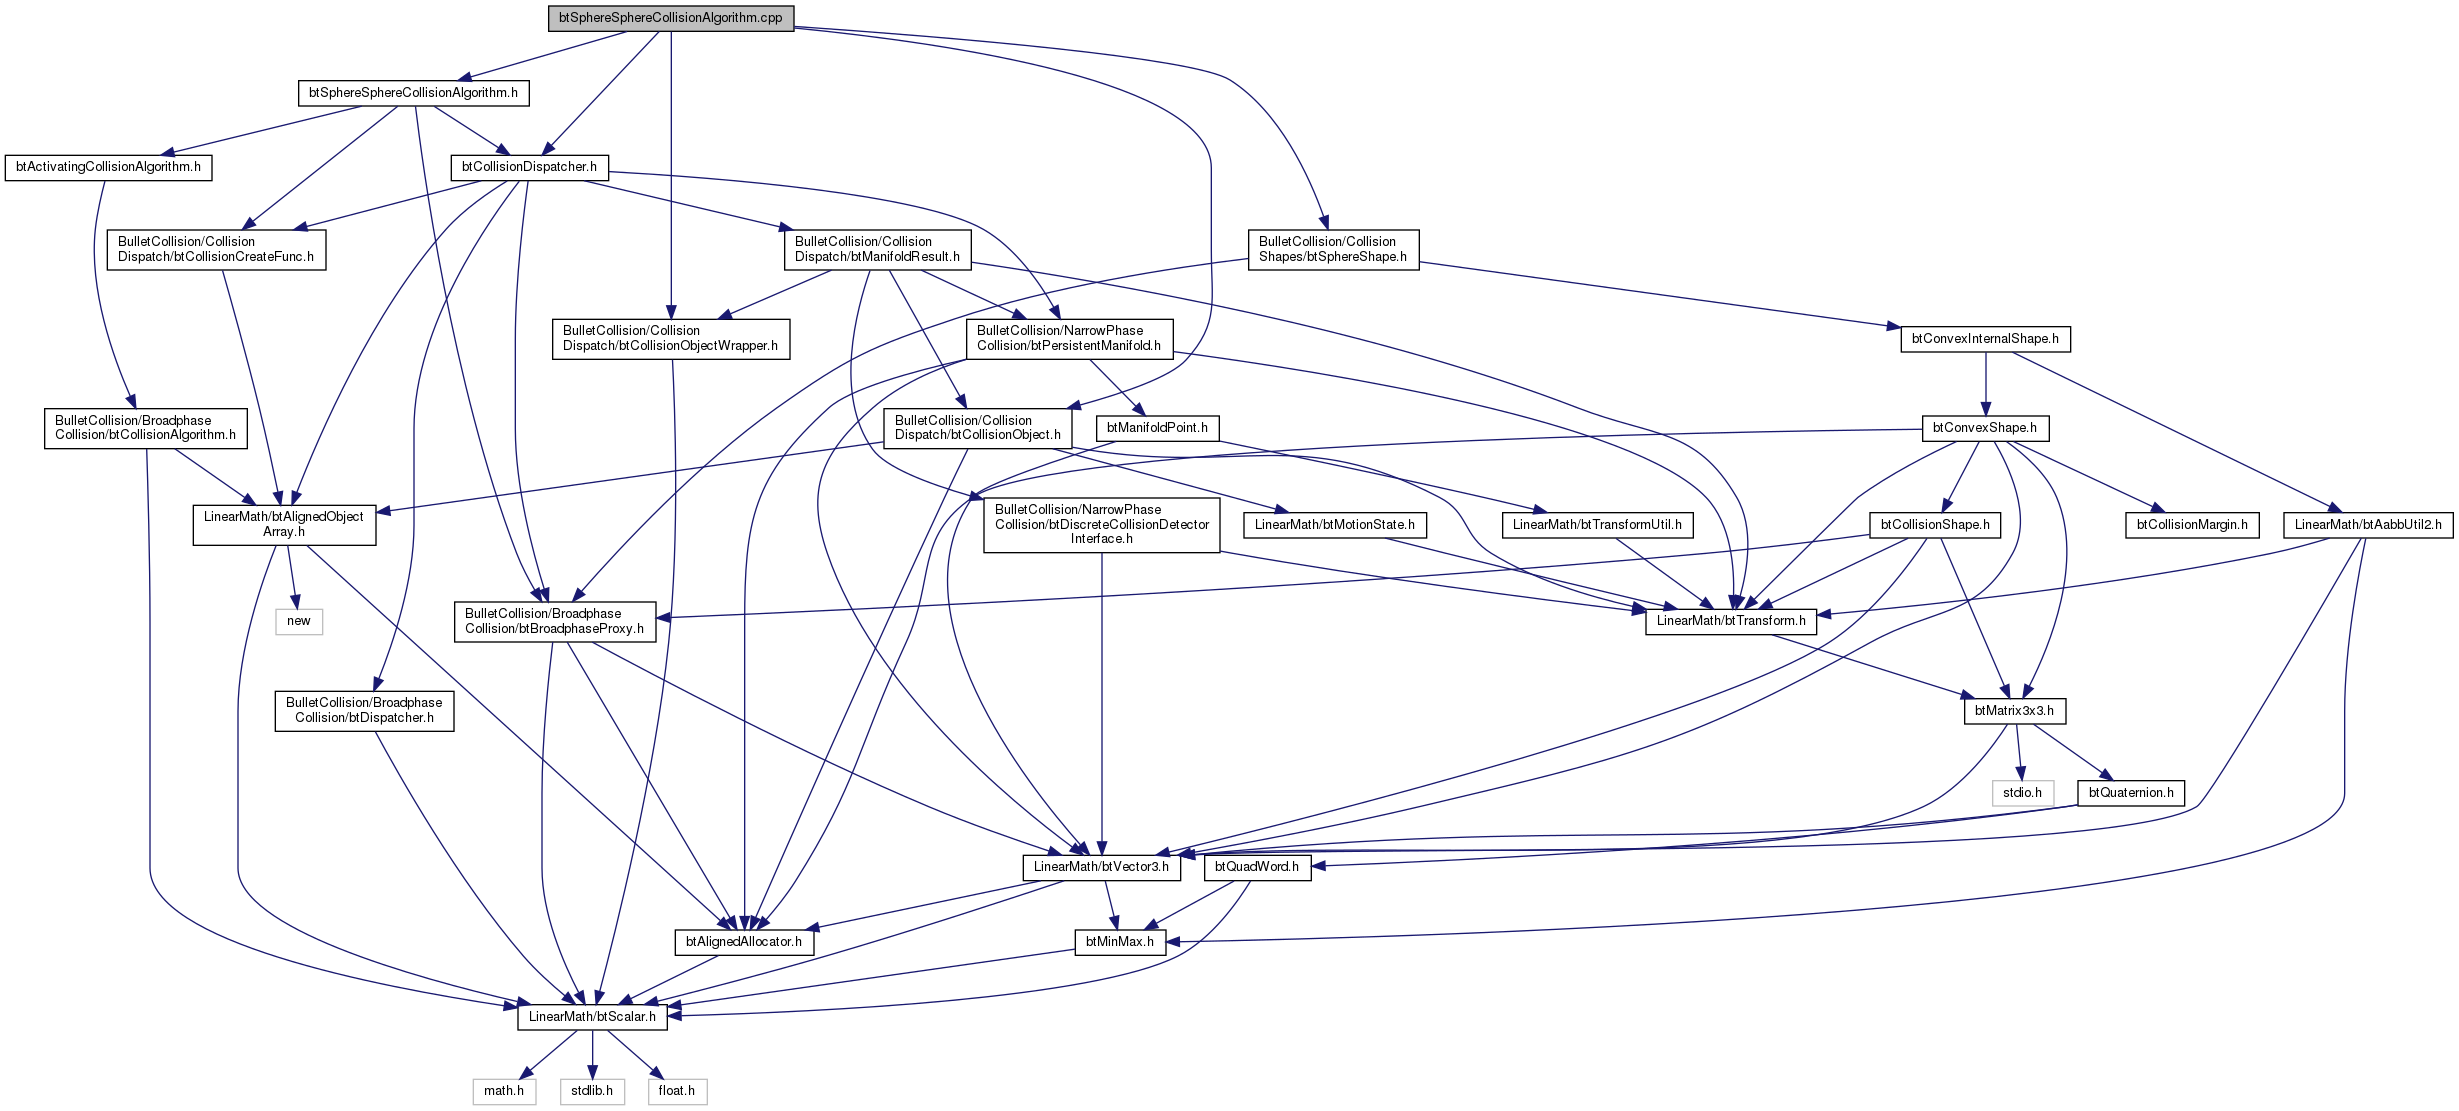 btSphereSphereCollisionAlgorithm.cpp
btSphereSphereCollisionAlgorithm.h
btActivatingCollisionAlgorithm.h
btCollisionDispatcher.h
BulletCollision/Collision
Dispatch/btCollisionCreateFunc.h
BulletCollision/Collision
Dispatch/btManifoldResult.h
BulletCollision/Collision
Shapes/btSphereShape.h
BulletCollision/Collision
Dispatch/btCollisionObjectWrapper.h
BulletCollision/NarrowPhase
Collision/btPersistentManifold.h
btConvexInternalShape.h
BulletCollision/Broadphase
Collision/btCollisionAlgorithm.h
BulletCollision/Collision
Dispatch/btCollisionObject.h
btManifoldPoint.h
btConvexShape.h
LinearMath/btAlignedObject
Array.h
BulletCollision/NarrowPhase
Collision/btDiscreteCollisionDetector
Interface.h
LinearMath/btMotionState.h
LinearMath/btTransformUtil.h
btCollisionShape.h
btCollisionMargin.h
LinearMath/btAabbUtil2.h
new
BulletCollision/Broadphase
Collision/btBroadphaseProxy.h
LinearMath/btTransform.h
BulletCollision/Broadphase
Collision/btDispatcher.h
btMatrix3x3.h
stdio.h
btQuaternion.h
LinearMath/btVector3.h
btQuadWord.h
btAlignedAllocator.h
btMinMax.h
LinearMath/btScalar.h
math.h
stdlib.h
float.h